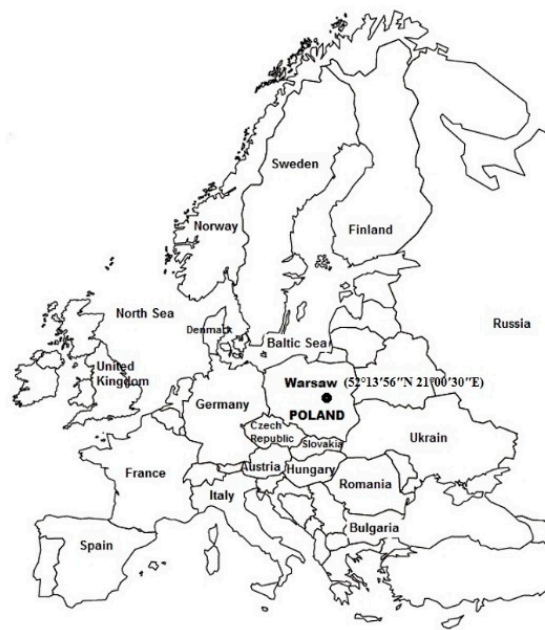 Sweden
Norway
Finland
North Sea
Russia
Denmark
Baltic Sea
United
Kingdom
Warsaw (52°13′56″N 21°00′30″E)
POLAND
Germany
Czech
Republic
Slovakia
Ukrain
France
Austria
Hungary
Romania
Italy
Bulgaria
Spain